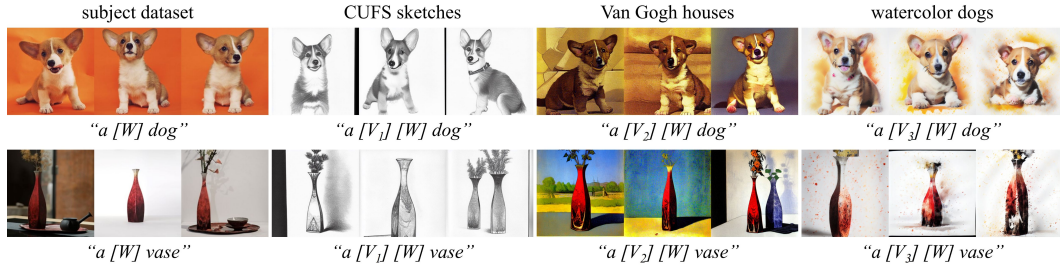 subject dataset CUFS sketches Van Gogh houses watercolor dogs
“a [W] dog” “a [V₁] [W] dog” “a [V₂] [W] dog” “a [V₃] [W] dog”
“a [W] vase” “a [V₁] [W] vase” “a [V₂] [W] vase” “a [V₃] [W] vase”